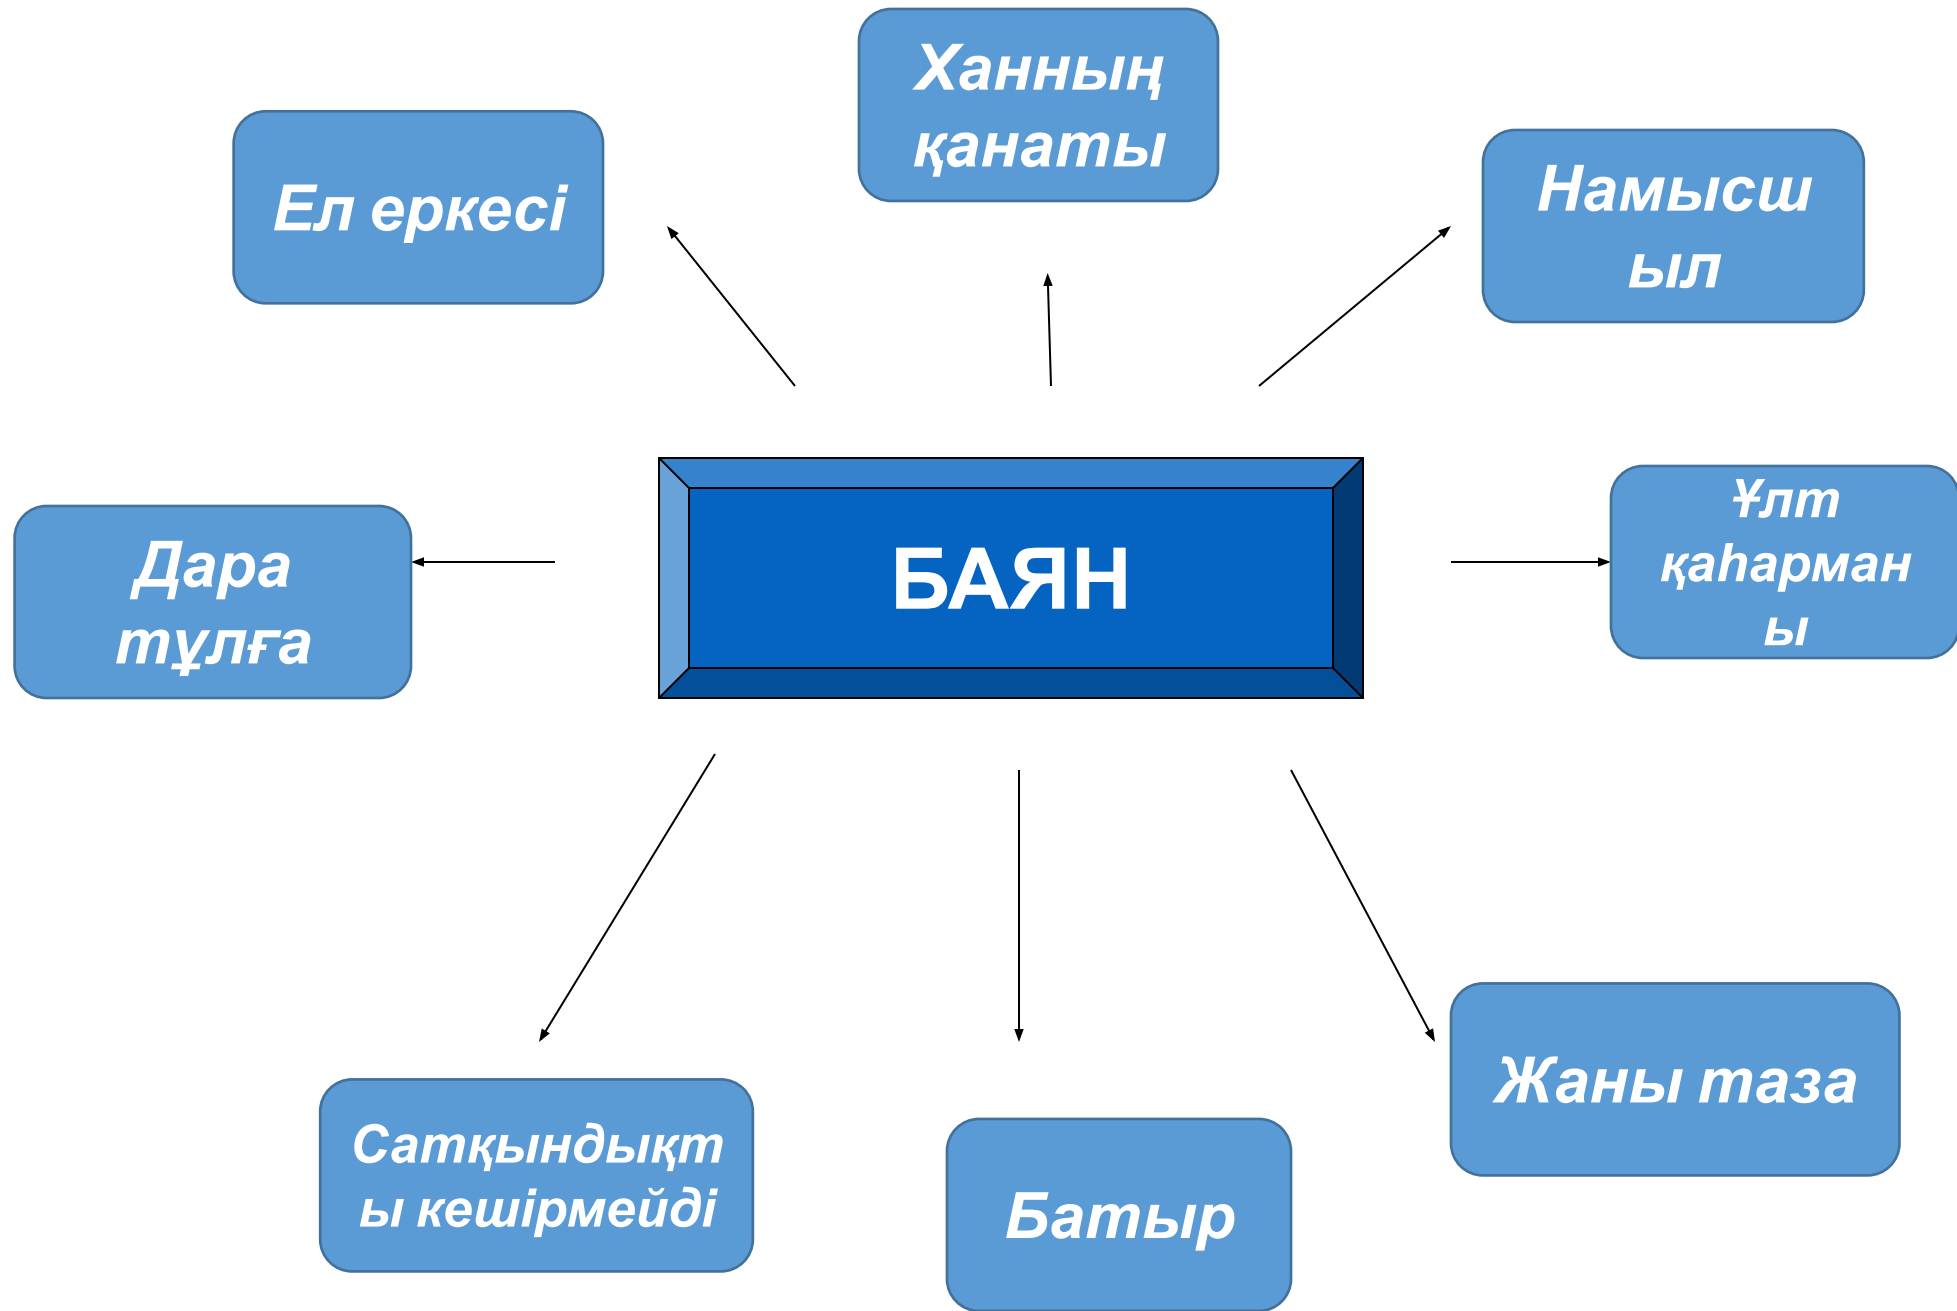 Ханның
қанаты
Ел еркесі
Намысш
ыл
Дара
тұлға
БАЯН
Ұлт
қаһарман
ы
Сатқындықт
ы кешірмейді
Батыр
Жаны таза